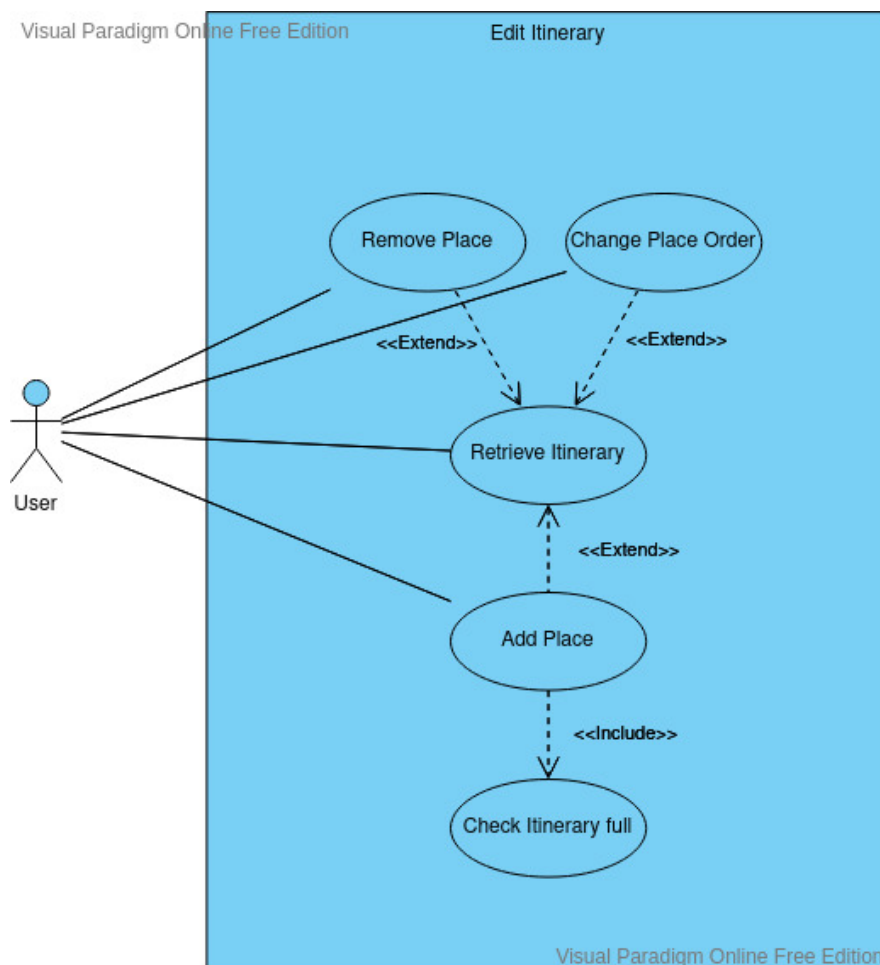 Visual Paradigm Online Free Edition
Edit Itinerary
Remove Place
Change Place Order
<<Extend>>
<<Extend>>
Retrieve Itinerary
User
<<Extend>>
Add Place
<<Include>>
Check Itinerary full
Visual Paradigm Online Free Edition